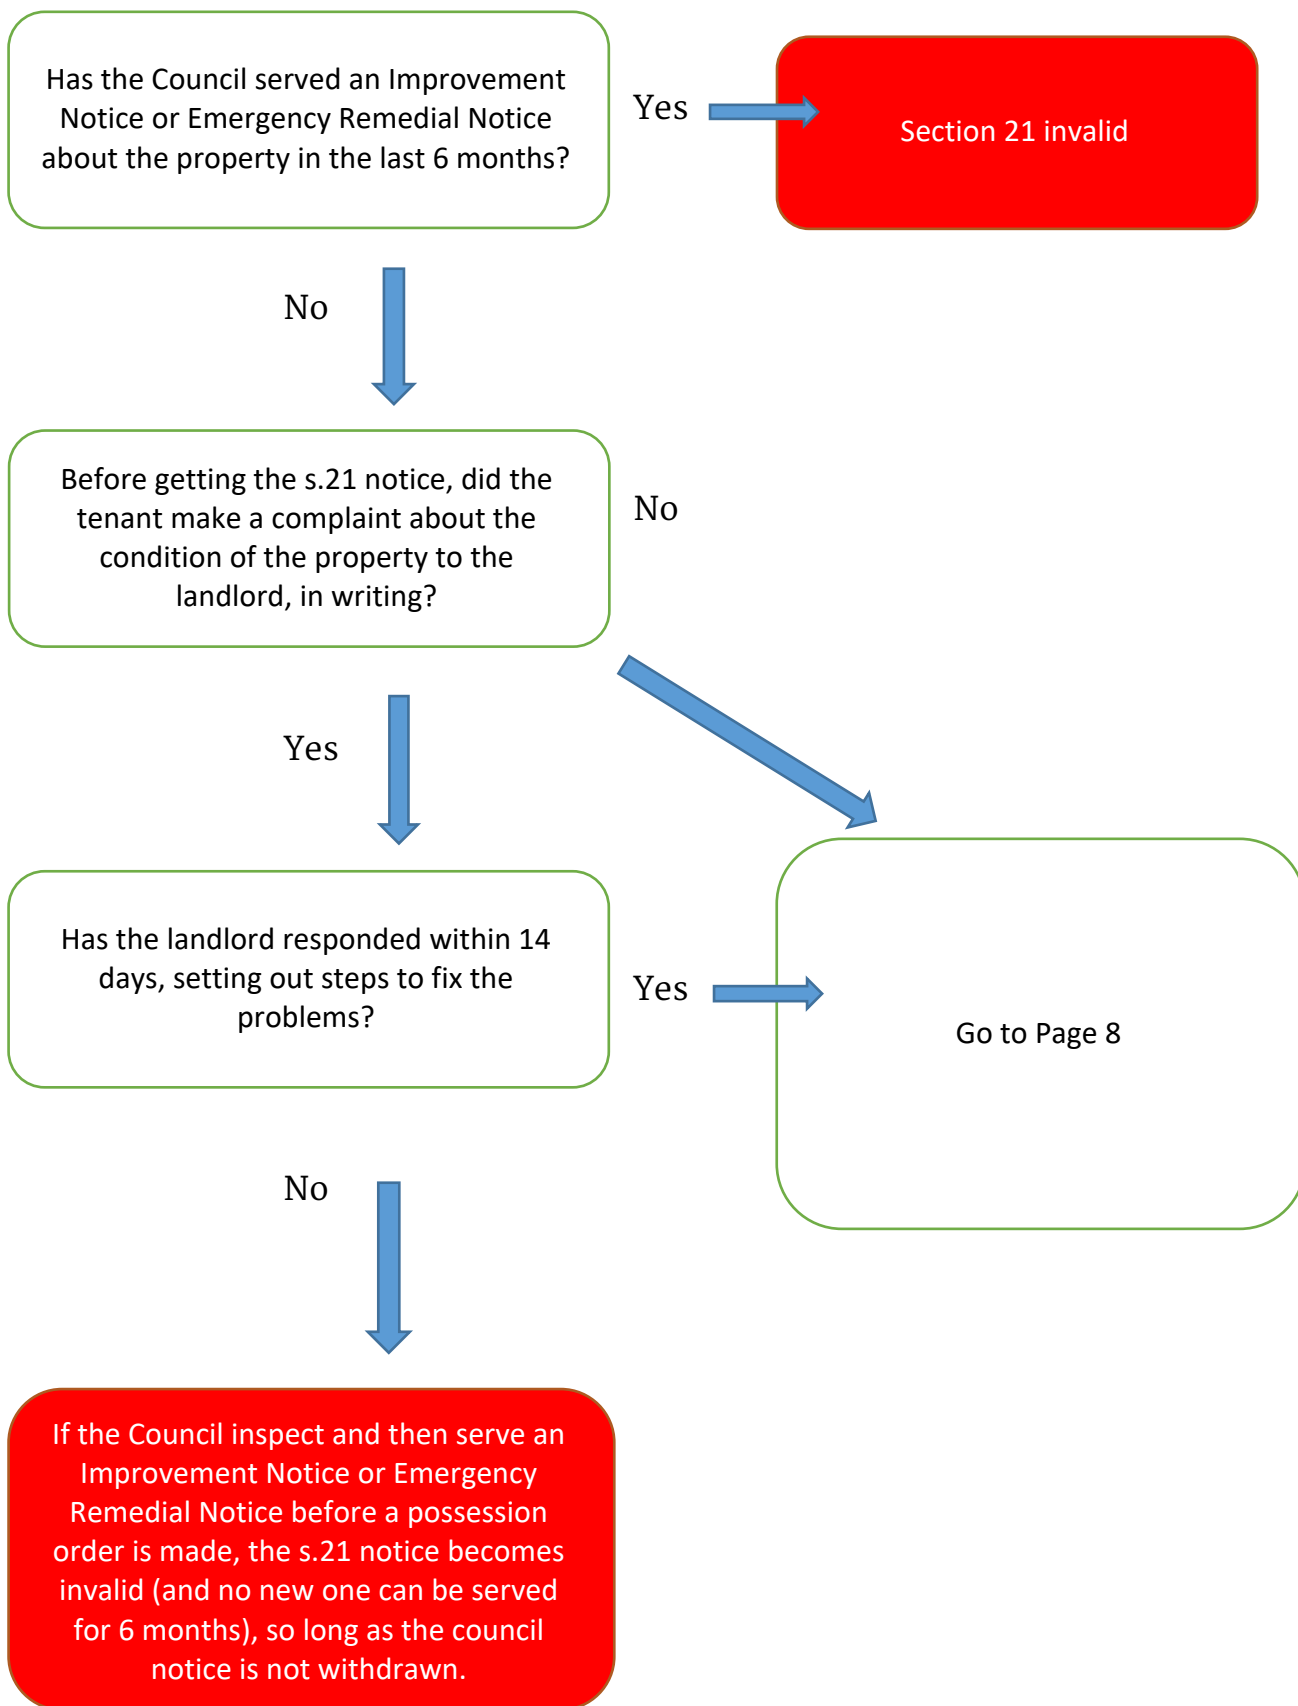 Has the Council served an Improvement
Notice or Emergency Remedial Notice
about the property in the last 6 months?
Yes
Section 21 invalid
No
Before getting the s.21 notice, did the
tenant make a complaint about the
condition of the property to the
landlord, in writing?
No
Yes
Has the landlord responded within 14
days, setting out steps to fix the
problems?
Yes
Go to Page 8
No
If the Council inspect and then serve an
Improvement Notice or Emergency
Remedial Notice before a possession
order is made, the s.21 notice becomes
invalid (and no new one can be served
for 6 months), so long as the council
notice is not withdrawn.